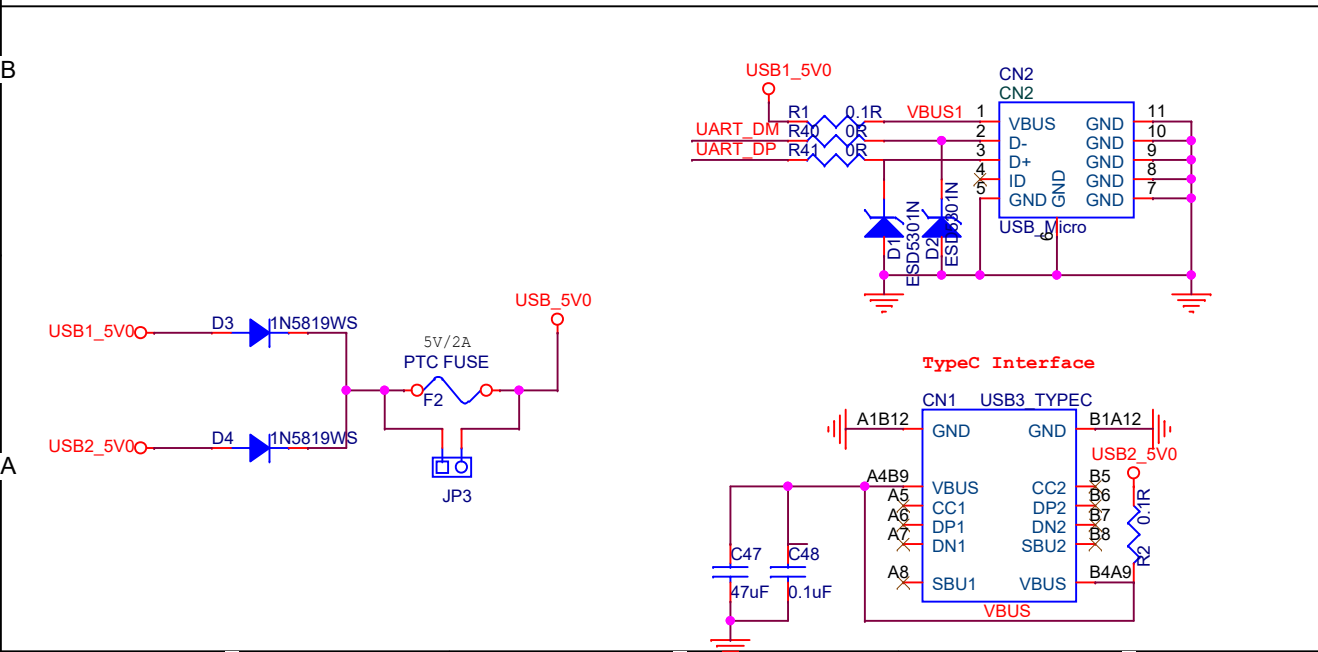 B
A
USB1_5V0
CN2
CN2
R1
0.1R
VBUS1
1
VBUS
GND
11
UART_DM
R40
0R
2
D-
GND
10
UART_DP
R41
0R
3
D+
GND
9
4
ID
GND
8
5
GND
GND
GND
7
USB_Micro
6
D1
ESD5301N
D2
ESD5301N
USB_5V0
USB1_5V0
D3
1N5819WS
5V/2A
PTC FUSE
F2
USB2_5V0
D4
1N5819WS
JP3
TypeC Interface
CN1
USB3_TYPEC
A1B12
GND
GND
B1A12
USB2_5V0
A4B9
VBUS
CC2
B5
A5
CC1
DP2
B6
A6
DP1
DN2
B7
A7
DN1
SBU2
B8
A8
SBU1
VBUS
B4A9
0.1R
R2
VBUS
C47
47uF
C48
0.1uF